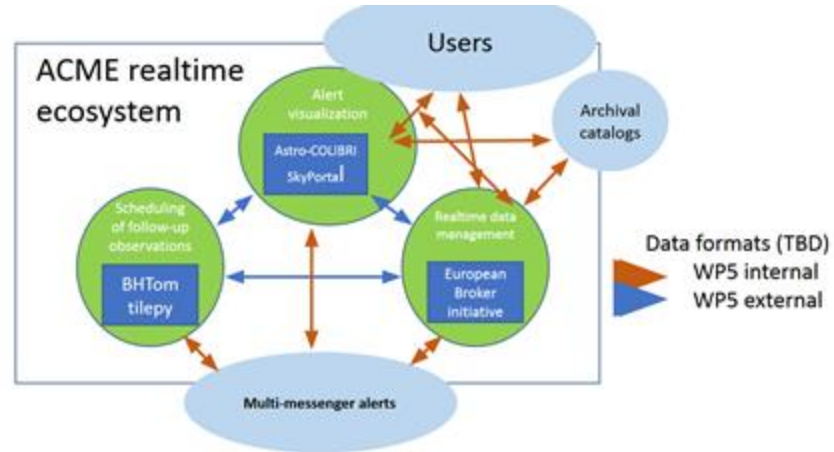 Users
ACME realtime
ecosystem
Alert
visualization
Astro-COLIBRI
SkyPortal
Archival
catalogs
Scheduling
of follow-up
observations
BHTom
tilepy
Realtime data
management
European
Broker
initiative
Data formats (TBD)
WP5 internal
WP5 external
Multi-messenger alerts